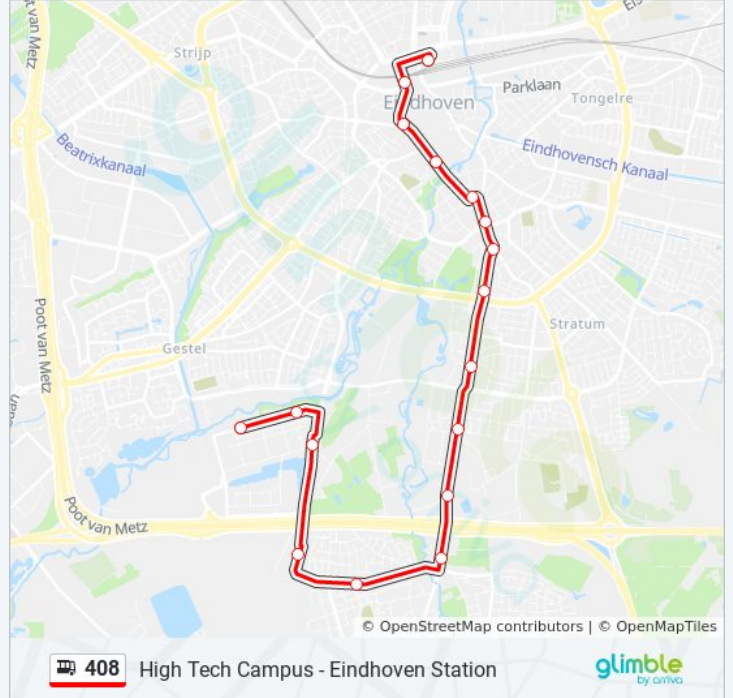 van Metz
Strijp
Parklaan
Eindhoven
Tongelre
Beatrixkanaal
Eindhovensch Kanaal
Poot van Metz
Stratum
Gestel
Poot van Metz
© OpenStreetMap contributors | © OpenMapTiles
408 High Tech Campus - Eindhoven Station
glimble
by arriva